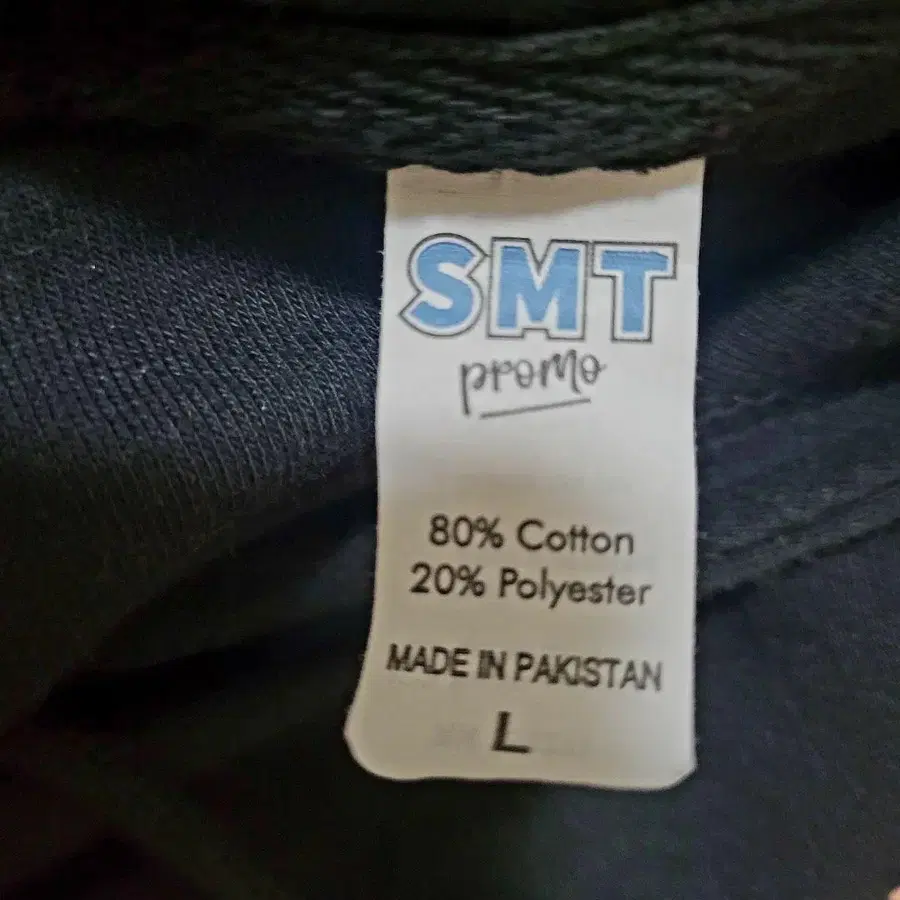 SMT
promo
80% Cotton
20% Polyester
MADE IN PAKISTAN
L